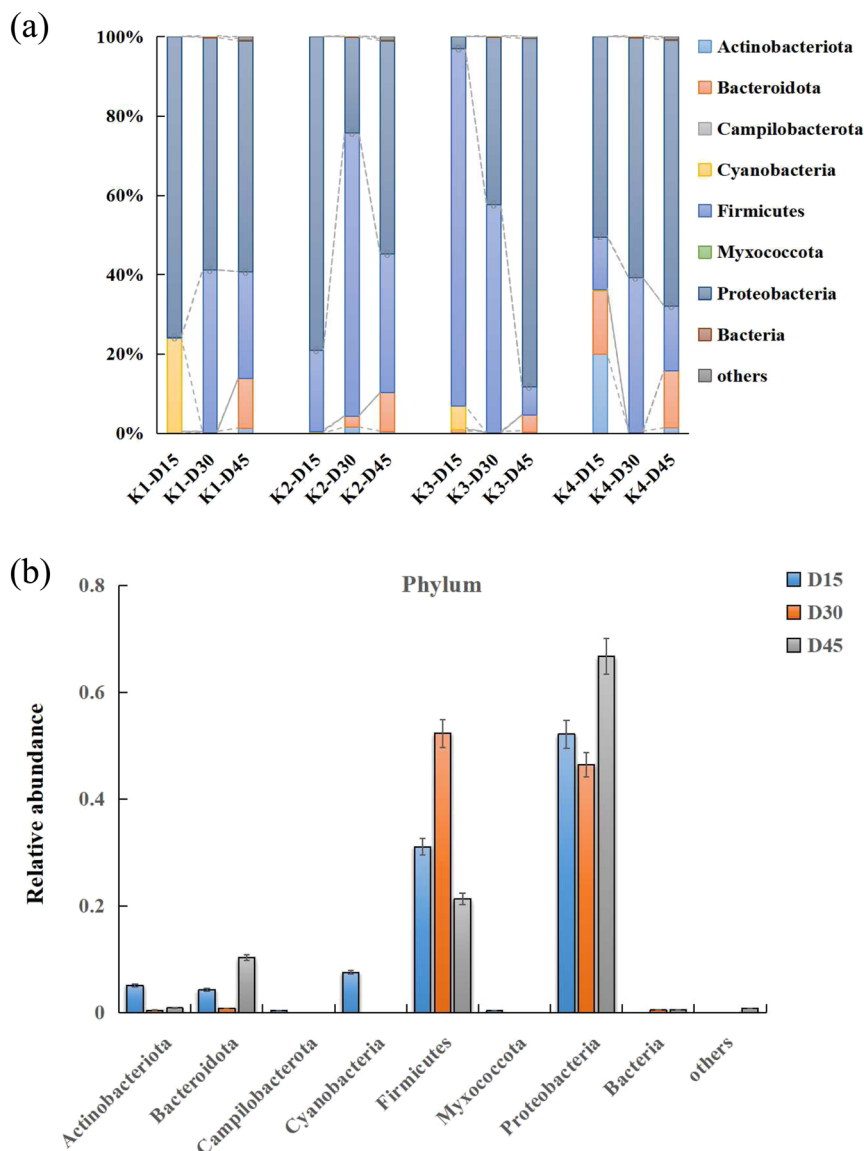 (a)
100%
80%
60%
40%
20%
0%
K1-D15
K1-D30
K1-D45
K2-D15
K2-D30
K2-D45
K3-D15
K3-D30
K3-D45
K4-D15
K4-D30
K4-D45
Actinobacteriota
Bacteroidota
Campilobacterota
Cyanobacteria
Firmicutes
Myxococcota
Proteobacteria
Bacteria
others
(b)
Phylum
0.8
0.6
0.4
0.2
0
Relative abundance
D15
D30
D45
Actinobacteriota
Bacteroidota
Campilobacterota
Cyanobacteria
Firmicutes
Myxococcota
Proteobacteria
Bacteria
others